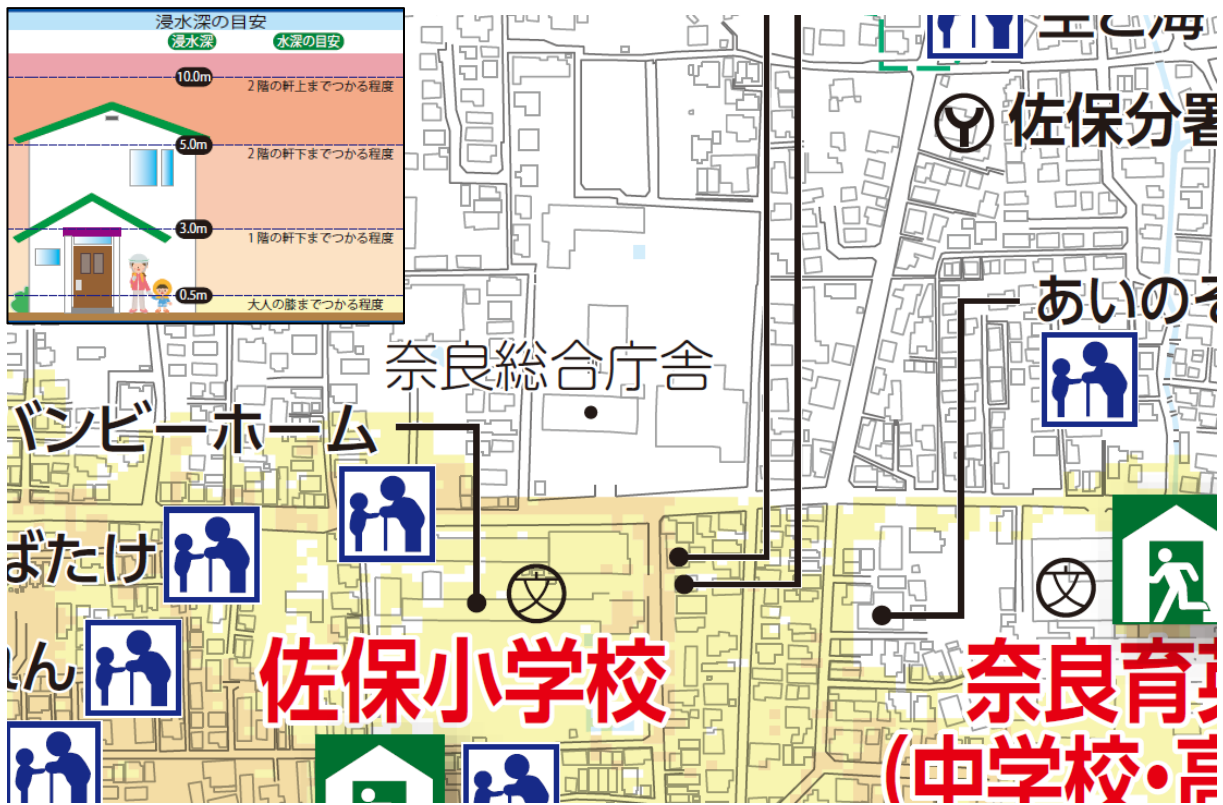 浸水深の目安
浸水深 水深の目安
10.0m
2階の軒上までつかる程度
5.0m
2階の軒下までつかる程度
3.0m
1階の軒下までつかる程度
0.5m
大人の膝までつかる程度
空と海
佐保分署
あいのそ
奈良総合庁舎
バンビーホーム
ばたけ
文
文
佐保小学校
奈良育英
(中学校・高